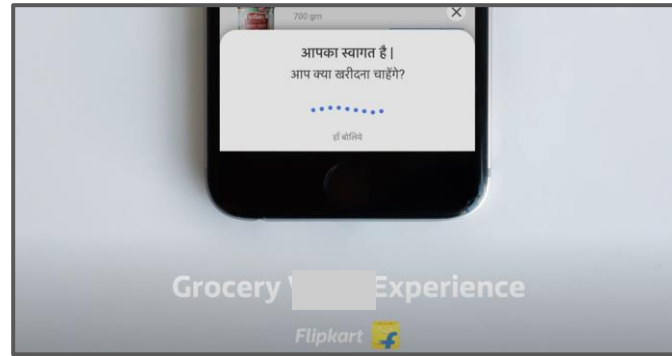 700 gm
आपका स्वागत है |
आप क्या खरीदना चाहेंगे?
हाँ बोलिये
Grocery Experience
Flipkart